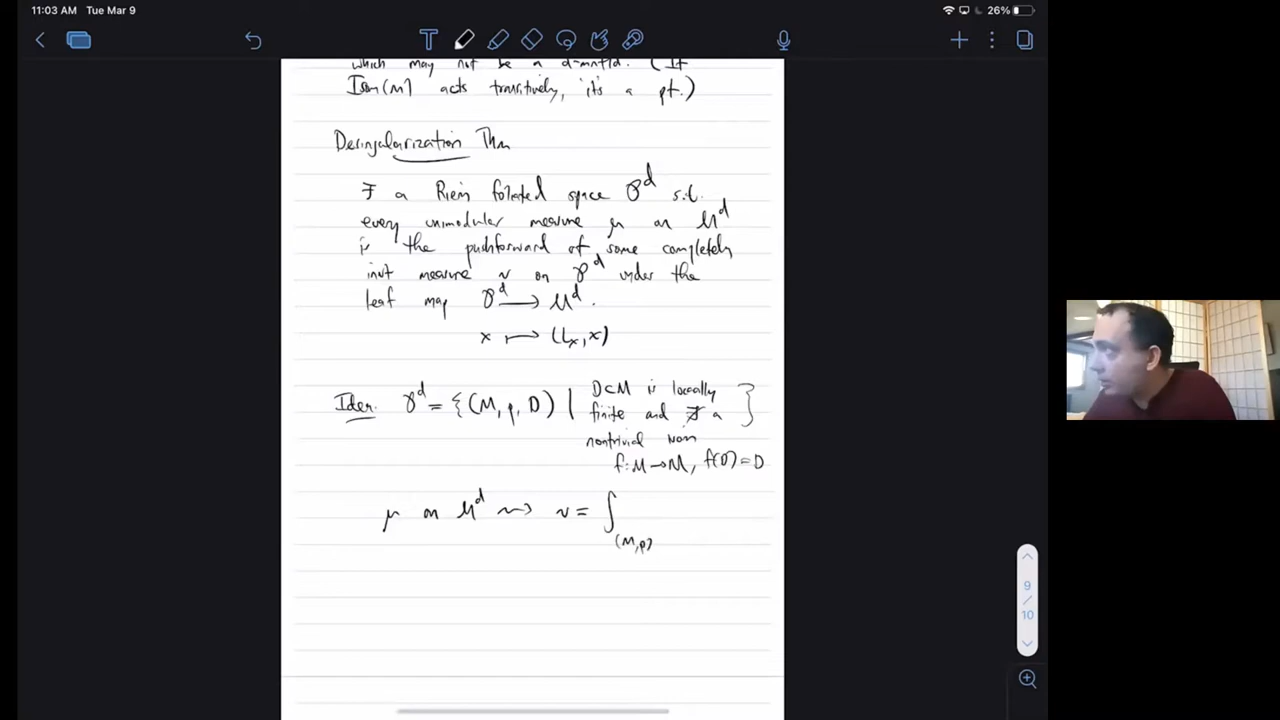 11:03 AM Tue Mar 9
26%
which may not be a d-mnfld. (If
Isom(M) acts transitively, it's a pt.)
Desingularization Thm
∃ a Riem foliated space 𝒫^d s.t.
every unimodular measure μ on ℳ^d
is the pushforward of some completely
invt measure ν on 𝒫^d under the
leaf map 𝒫^d → ℳ^d.
x ↦ (L_x, x)
Idea: 𝒫^d = {(M, p, D) | D⊂M is locally
finite and ∄ a
nontrivial isom
f: M → M, f(D) = D }
μ on ℳ^d ⇝ ν = ∫_(M,p)
9
/
10